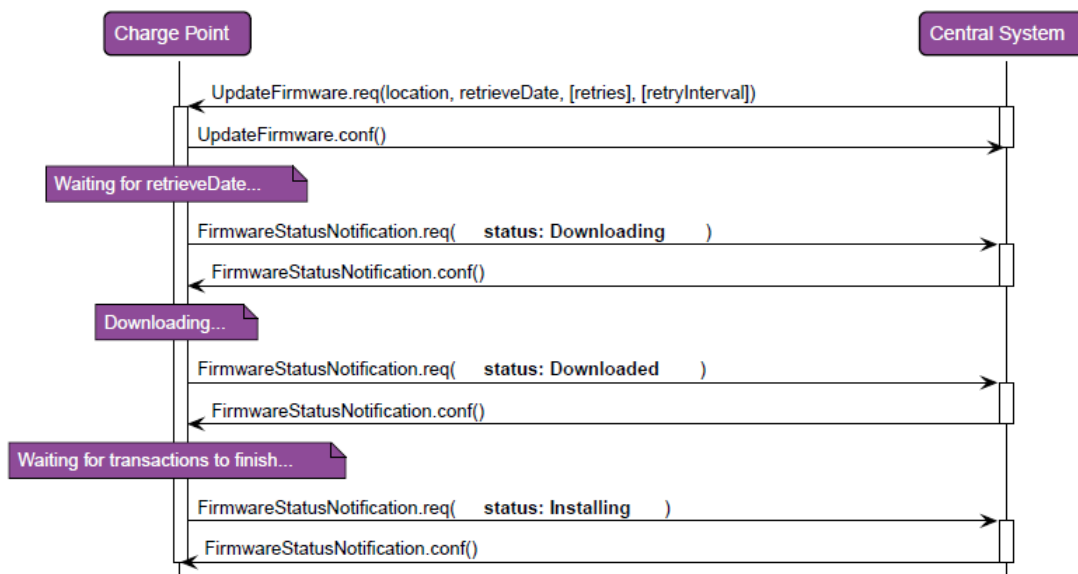 Charge Point
Central System
UpdateFirmware.req(location, retrieveDate, [retries], [retryInterval])
UpdateFirmware.conf()
Waiting for retrieveDate...
FirmwareStatusNotification.req( status: Downloading )
FirmwareStatusNotification.conf()
Downloading...
FirmwareStatusNotification.req( status: Downloaded )
FirmwareStatusNotification.conf()
Waiting for transactions to finish...
FirmwareStatusNotification.req( status: Installing )
FirmwareStatusNotification.conf()